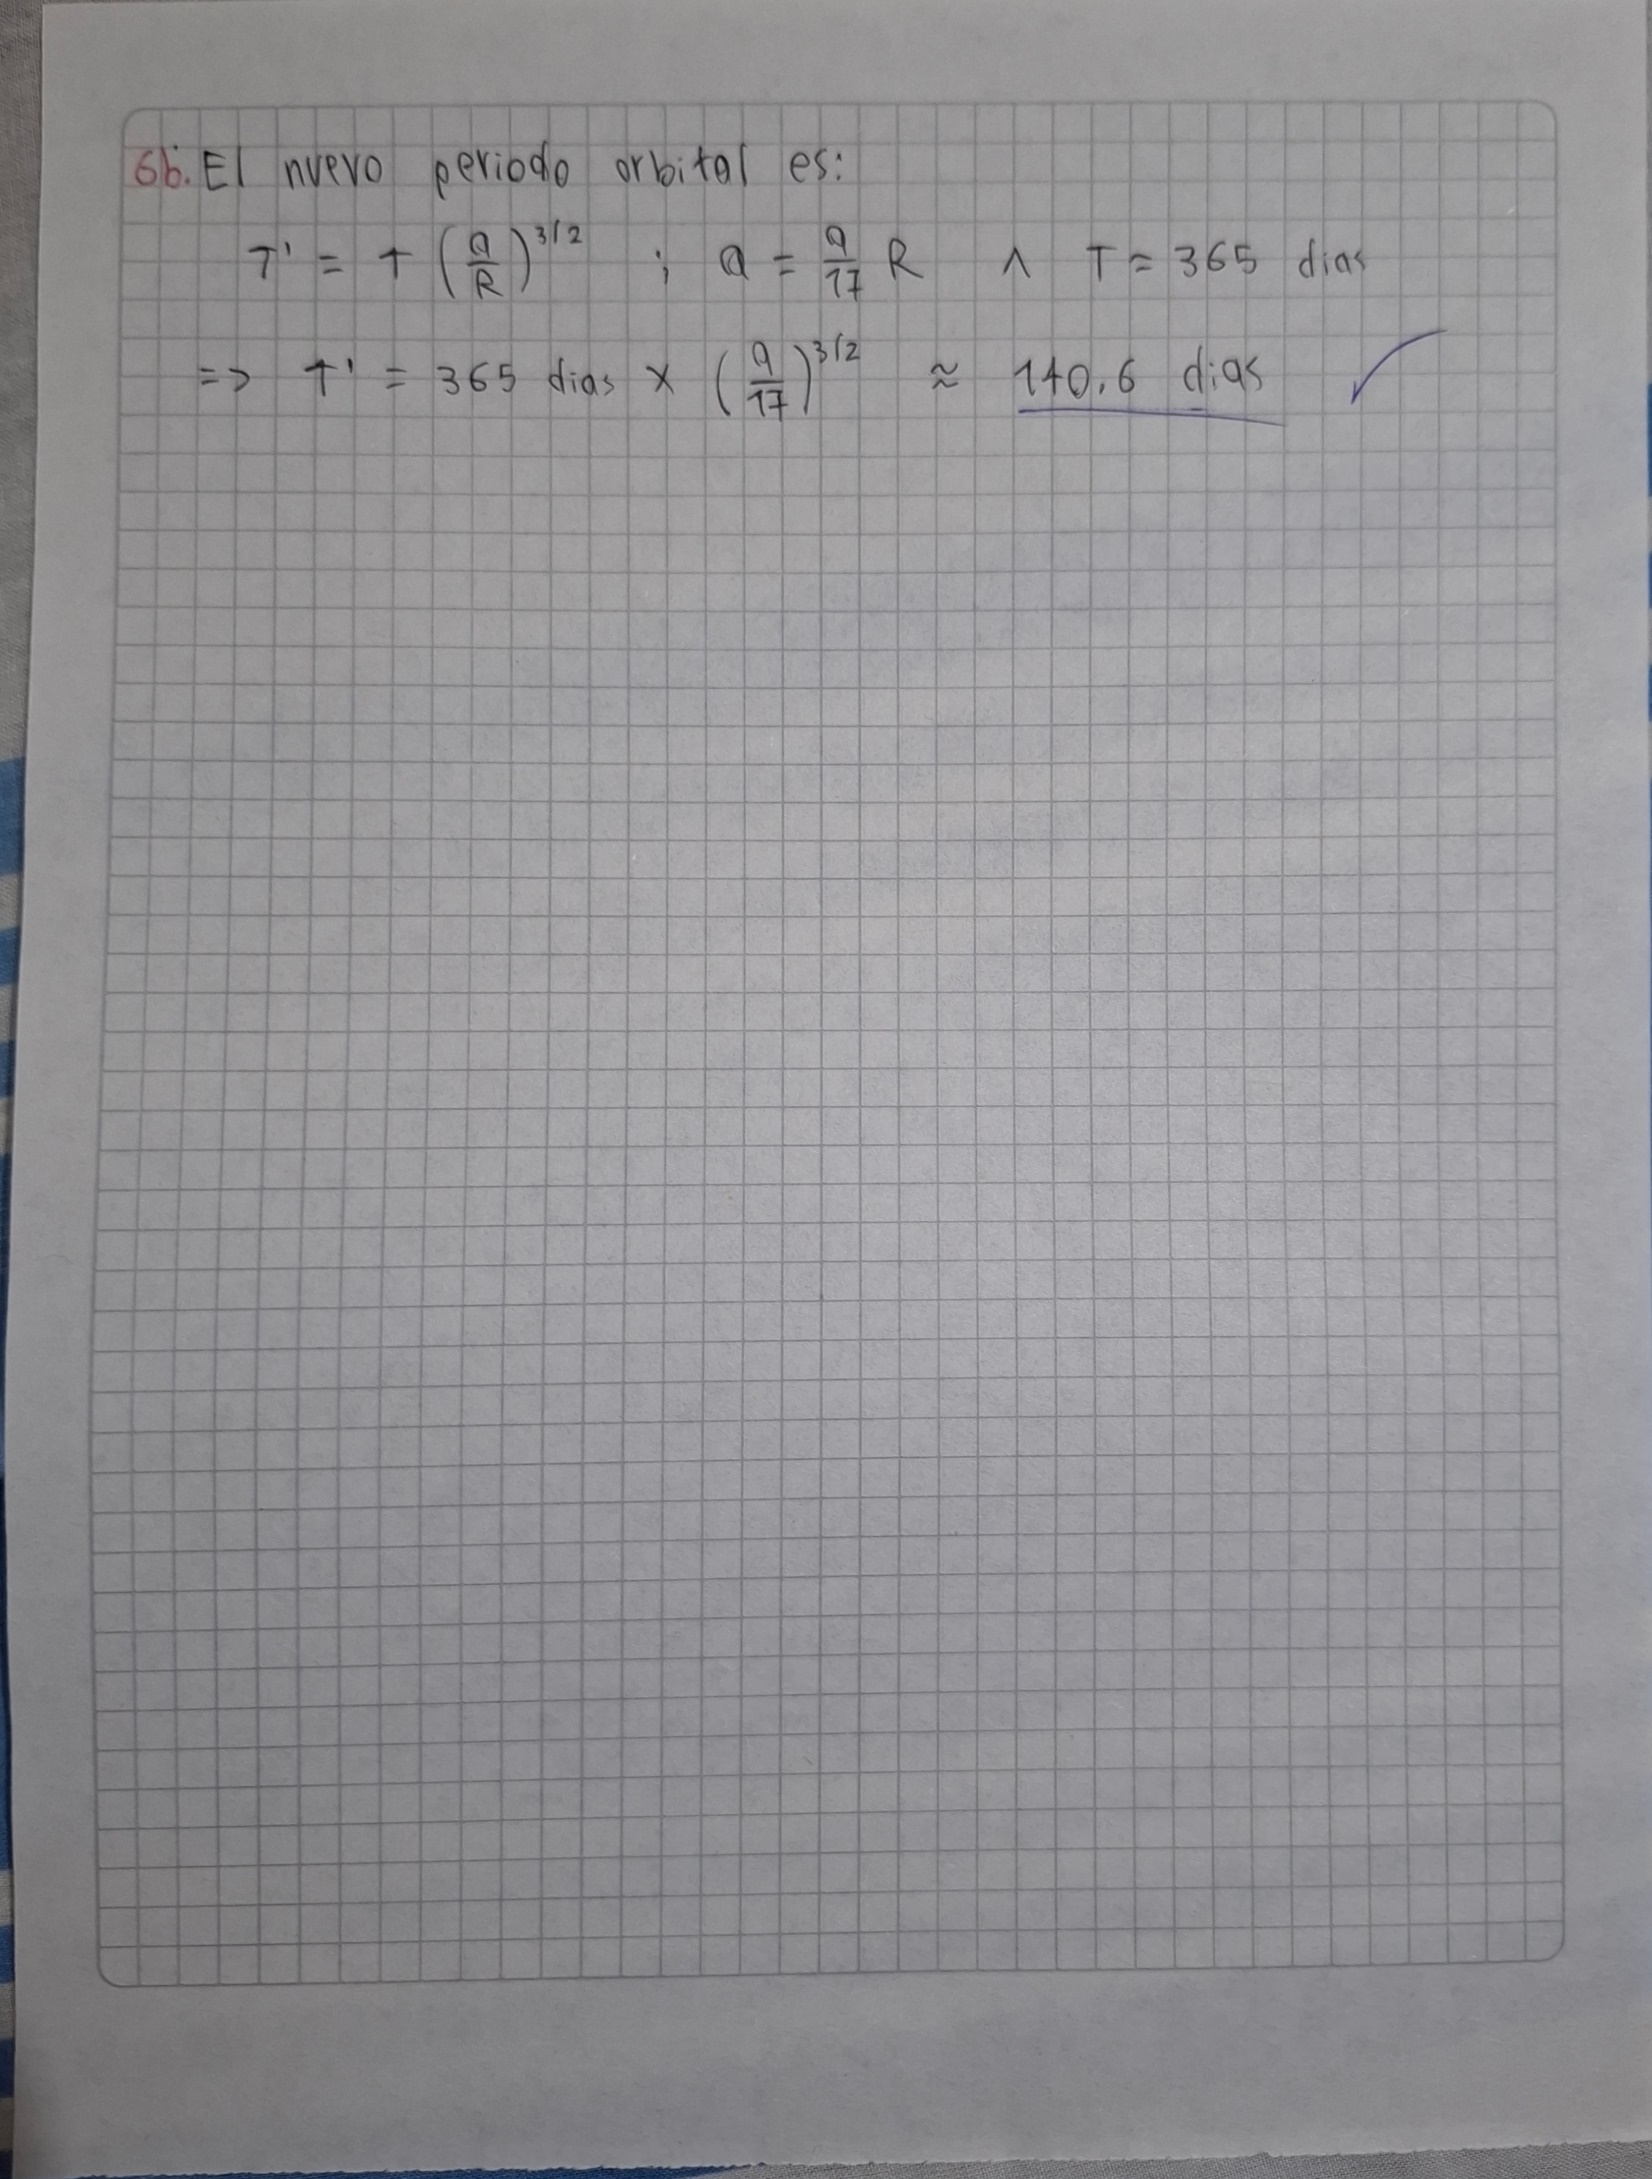 6b. El nuevo periodo orbital es:
T' = T (a/R)^3/2 ; a = 9/17 R ∧ T = 365 dias
=> T' = 365 dias × (9/17)^3/2 ≈ 140.6 dias ✓